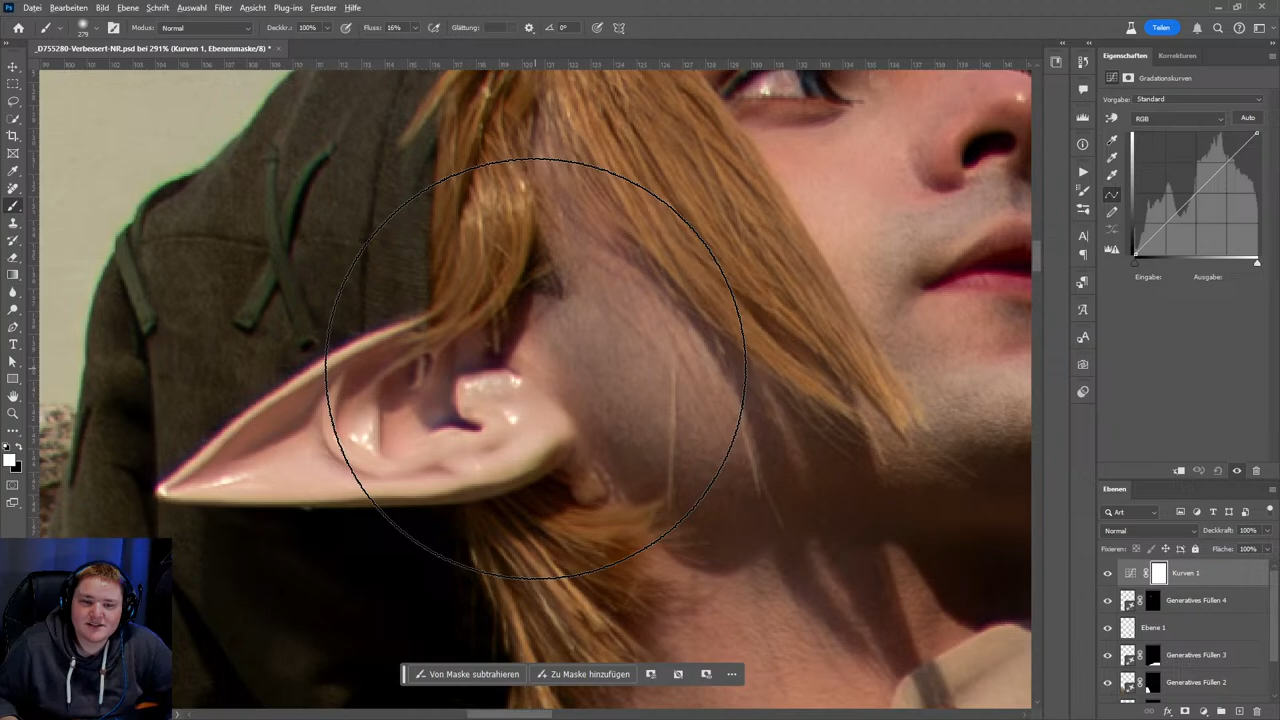 Datei Bearbeiten Bild Ebene Schrift Auswahl Filter Ansicht Plug-ins Fenster Hilfe
279 Modus: Normal Deckkr.: 100% Fluss: 16% Glättung: 0° Teilen
_D755280-Verbessert-NR.psd bei 291% (Kurven 1, Ebenenmaske/8) *
Eigenschaften Korrekturen
Gradationskurven
Vorgabe: Standard
RGB Auto
Eingabe: Ausgabe:
Ebenen
Art
Normal Deckkraft: 100%
Fixieren: Fläche: 100%
Kurven 1
Generatives Füllen 4
Ebene 1
Generatives Füllen 3
Generatives Füllen 2
Von Maske subtrahieren Zu Maske hinzufügen